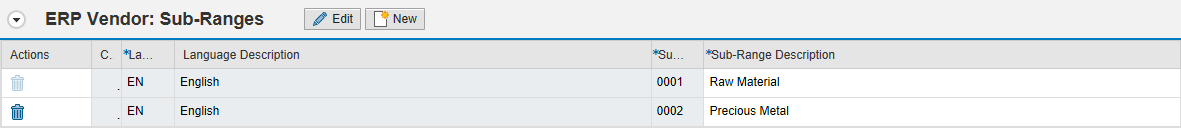 ERP Vendor: Sub-Ranges Edit New
Actions C. *La... Language Description *Su... *Sub-Range Description
. EN English 0001 Raw Material
. EN English 0002 Precious Metal